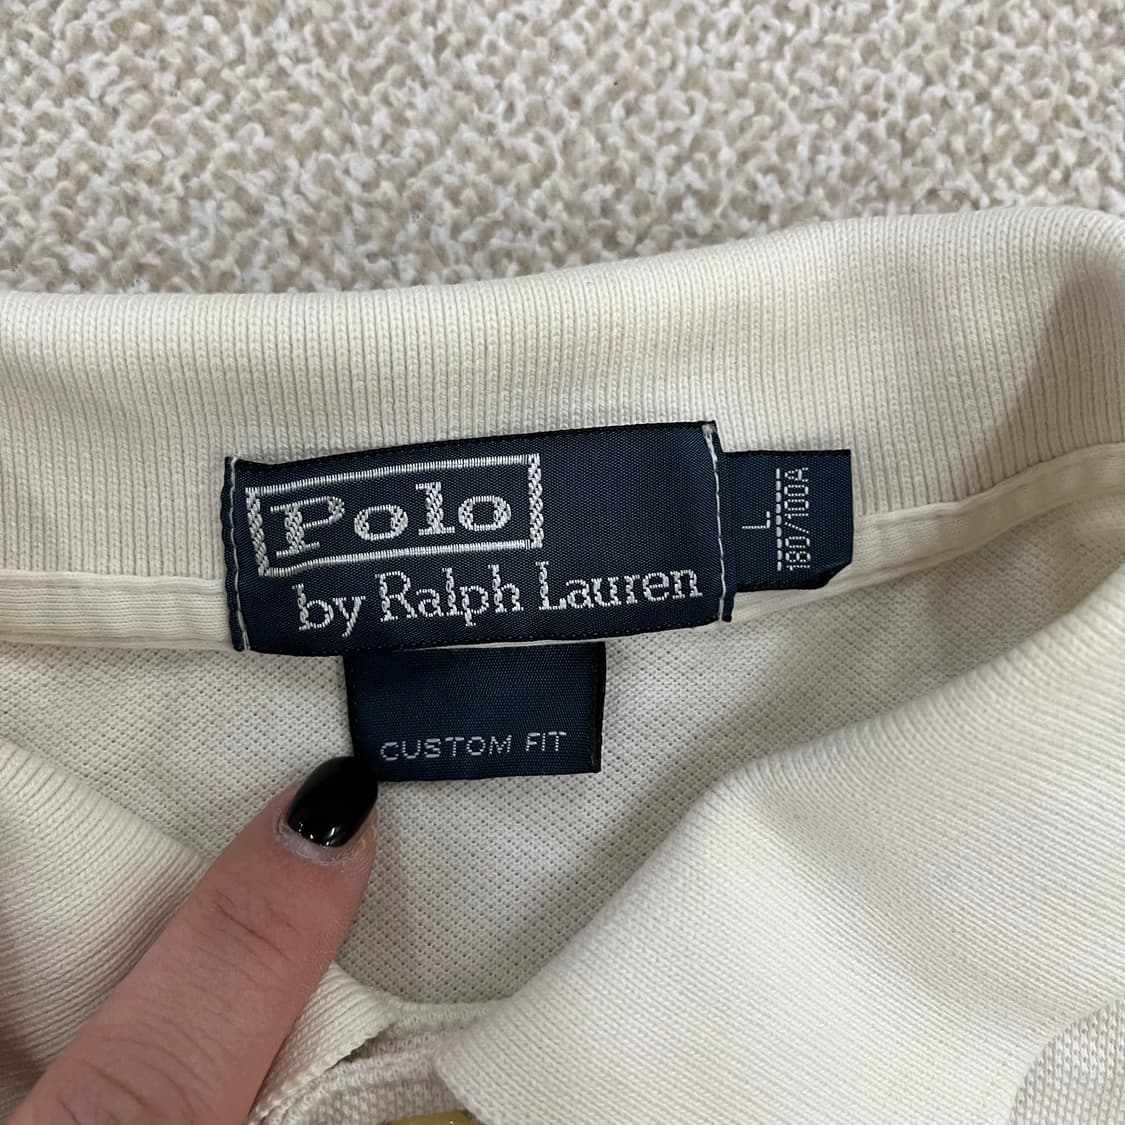 Polo
by Ralph Lauren
L
180/100A
CUSTOM FIT